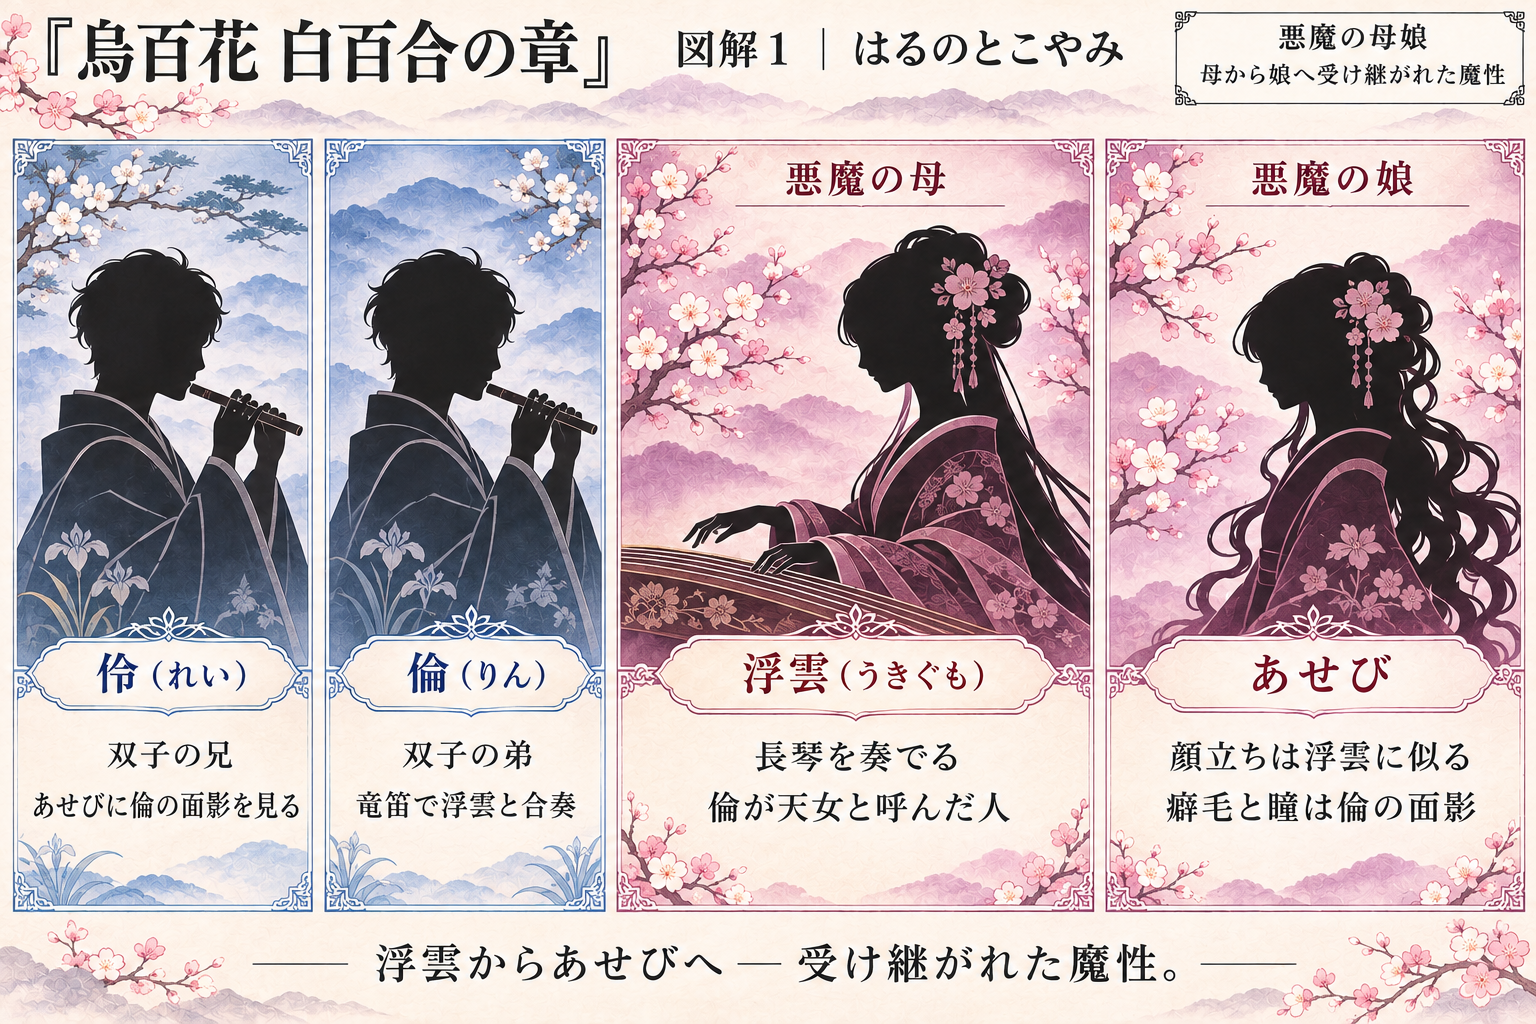 『烏百花 白百合の章』 図解1｜はるのとこやみ
悪魔の母娘
母から娘へ受け継がれた魔性
悪魔の母
悪魔の娘
伶（れい）
双子の兄
あせびに倫の面影を見る
倫（りん）
双子の弟
竜笛で浮雲と合奏
浮雲（うきぐも）
長琴を奏でる
倫が天女と呼んだ人
あせび
顔立ちは浮雲に似る
癖毛と瞳は倫の面影
浮雲からあせびへ — 受け継がれた魔性。